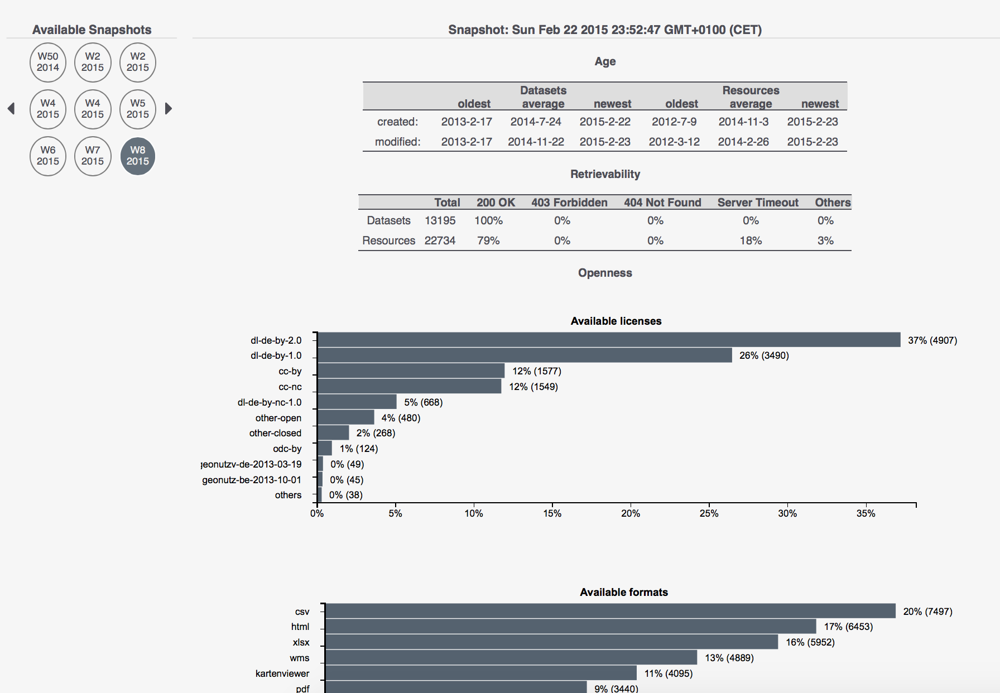 Available Snapshots
W50 2014
W2 2015
W2 2015
W4 2015
W4 2015
W5 2015
W6 2015
W7 2015
W8 2015
Snapshot: Sun Feb 22 2015 23:52:47 GMT+0100 (CET)
Age
Datasets Resources
oldest average newest oldest average newest
created: 2013-2-17 2014-7-24 2015-2-22 2012-7-9 2014-11-3 2015-2-23
modified: 2013-2-17 2014-11-22 2015-2-23 2012-3-12 2014-2-26 2015-2-23
Retrievability
Total 200 OK 403 Forbidden 404 Not Found Server Timeout Others
Datasets 13195 100% 0% 0% 0% 0%
Resources 22734 79% 0% 0% 18% 3%
Openness
Available licenses
dl-de-by-2.0 37% (4907)
dl-de-by-1.0 26% (3490)
cc-by 12% (1577)
cc-nc 12% (1549)
dl-de-by-nc-1.0 5% (668)
other-open 4% (480)
other-closed 2% (268)
odc-by 1% (124)
geonutzv-de-2013-03-19 0% (49)
geonutz-be-2013-10-01 0% (45)
others 0% (38)
0% 5% 10% 15% 20% 25% 30% 35%
Available formats
csv 20% (7497)
html 17% (6453)
xlsx 16% (5952)
wms 13% (4889)
kartenviewer 11% (4095)
pdf 9% (3440)